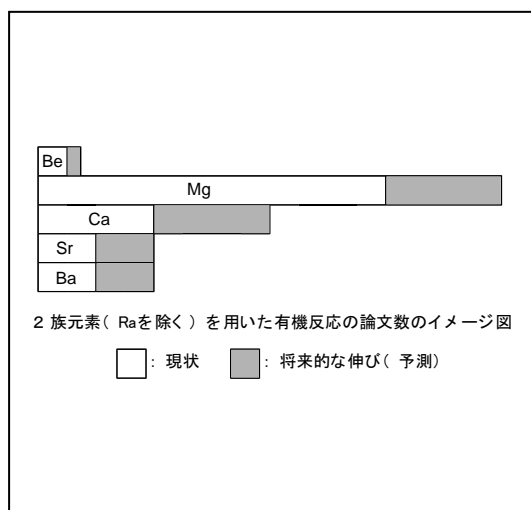 Be
Mg
Ca
Sr
Ba
2 族元素( Raを除く) を用いた有機反応の論文数のイメージ図
: 現状 : 将来的な伸び( 予測)